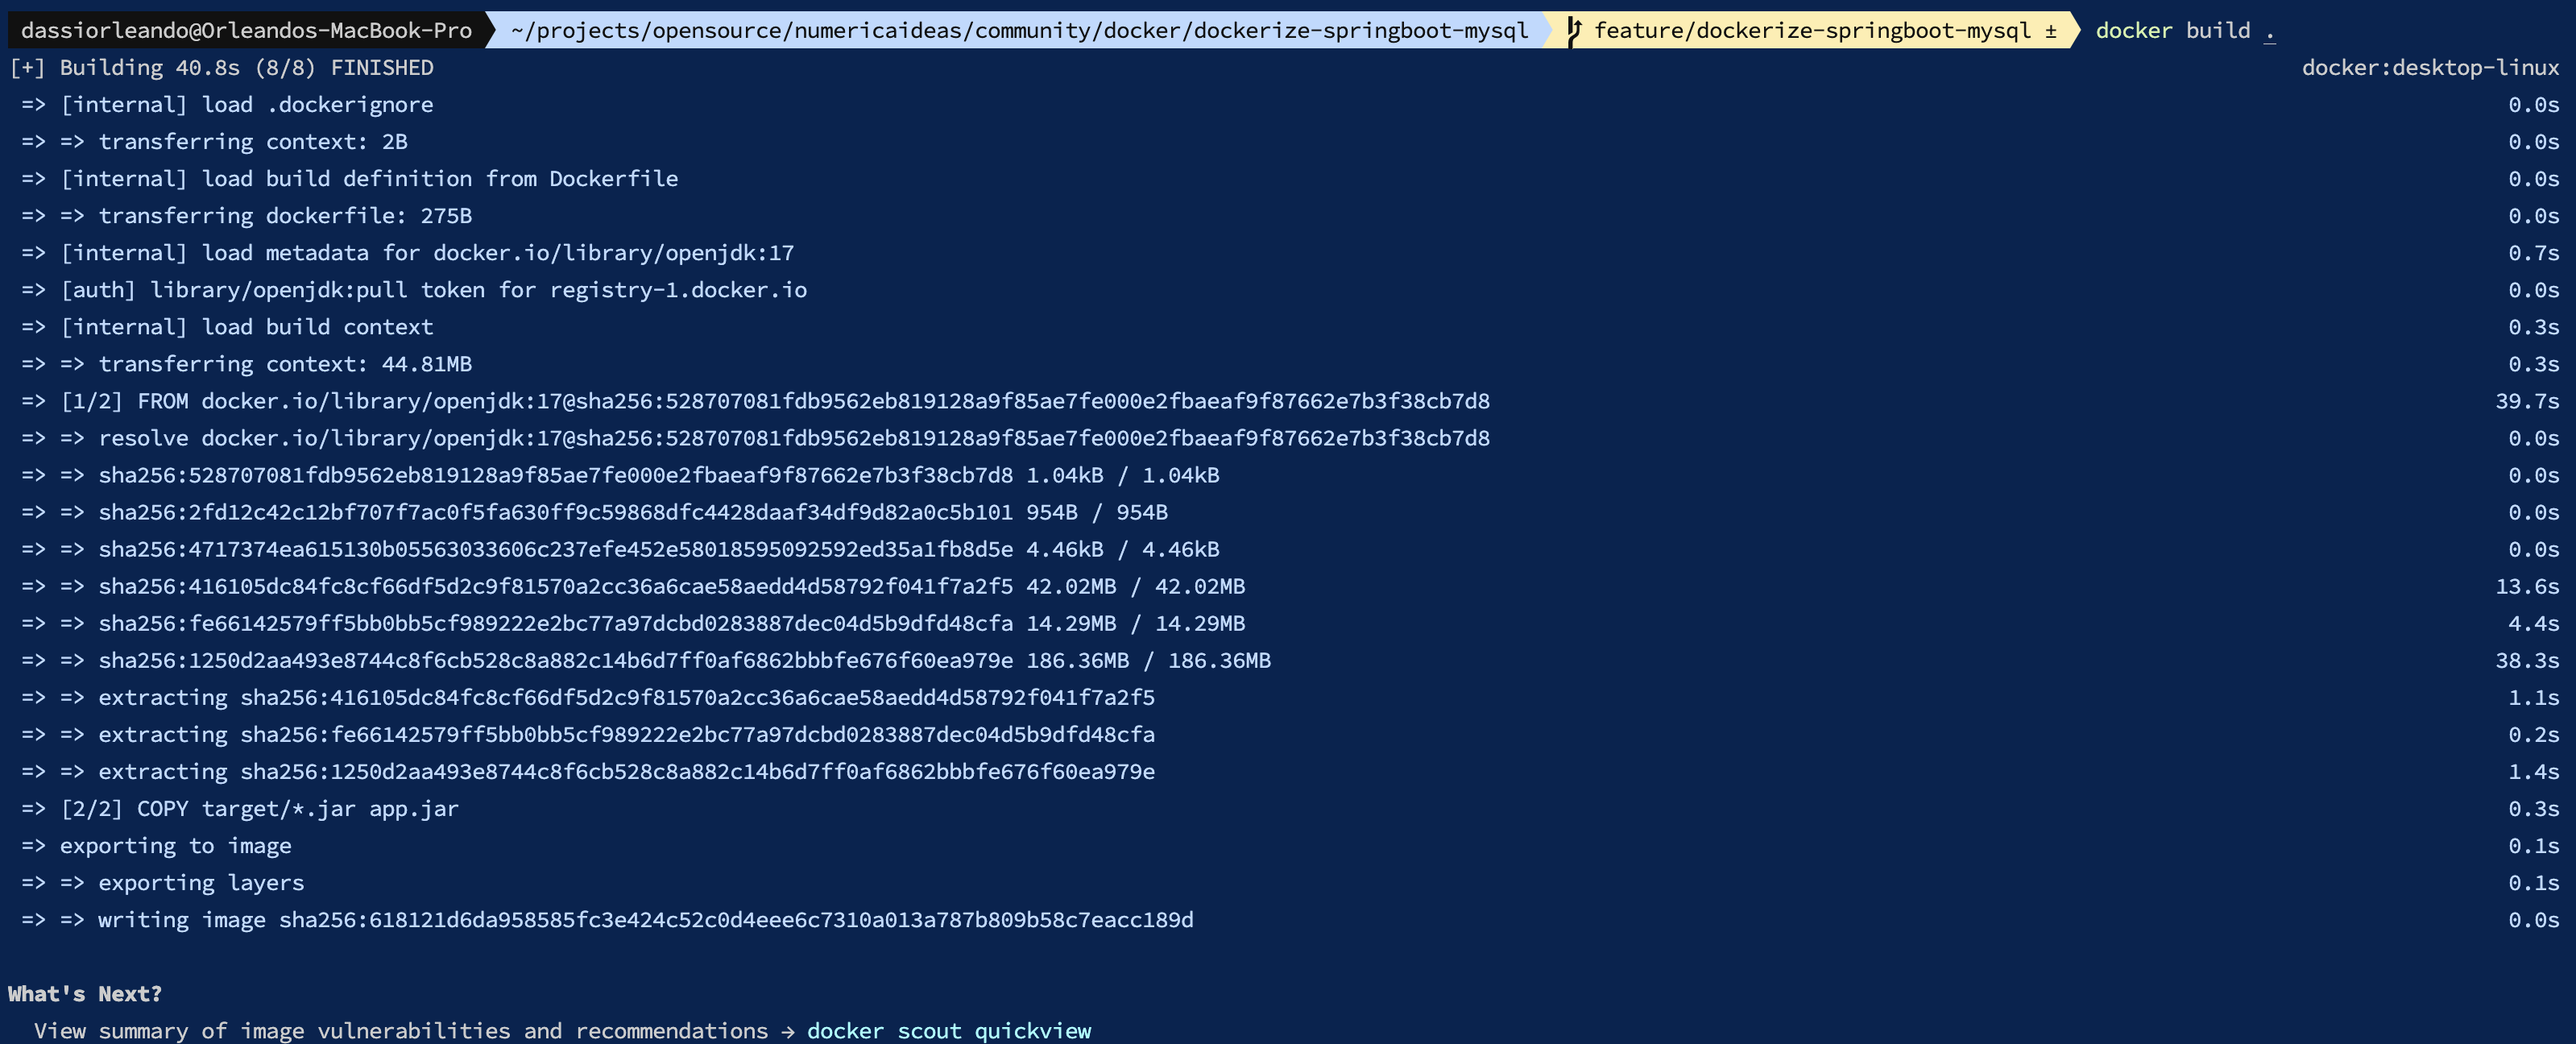 dassiorleando@Orleandos-MacBook-Pro ~/projects/opensource/numericaideas/community/docker/dockerize-springboot-mysql feature/dockerize-springboot-mysql ± docker build .
[+] Building 40.8s (8/8) FINISHED docker:desktop-linux
=> [internal] load .dockerignore 0.0s
=> => transferring context: 2B 0.0s
=> [internal] load build definition from Dockerfile 0.0s
=> => transferring dockerfile: 275B 0.0s
=> [internal] load metadata for docker.io/library/openjdk:17 0.7s
=> [auth] library/openjdk:pull token for registry-1.docker.io 0.0s
=> [internal] load build context 0.3s
=> => transferring context: 44.81MB 0.3s
=> [1/2] FROM docker.io/library/openjdk:17@sha256:528707081fdb9562eb819128a9f85ae7fe000e2fbaeaf9f87662e7b3f38cb7d8 39.7s
=> => resolve docker.io/library/openjdk:17@sha256:528707081fdb9562eb819128a9f85ae7fe000e2fbaeaf9f87662e7b3f38cb7d8 0.0s
=> => sha256:528707081fdb9562eb819128a9f85ae7fe000e2fbaeaf9f87662e7b3f38cb7d8 1.04kB / 1.04kB 0.0s
=> => sha256:2fd12c42c12bf707f7ac0f5fa630ff9c59868dfc4428daaf34df9d82a0c5b101 954B / 954B 0.0s
=> => sha256:4717374ea615130b05563033606c237efe452e58018595092592ed35a1fb8d5e 4.46kB / 4.46kB 0.0s
=> => sha256:416105dc84fc8cf66df5d2c9f81570a2cc36a6cae58aedd4d58792f041f7a2f5 42.02MB / 42.02MB 13.6s
=> => sha256:fe66142579ff5bb0bb5cf989222e2bc77a97dcbd0283887dec04d5b9dfd48cfa 14.29MB / 14.29MB 4.4s
=> => sha256:1250d2aa493e8744c8f6cb528c8a882c14b6d7ff0af6862bbbfe676f60ea979e 186.36MB / 186.36MB 38.3s
=> => extracting sha256:416105dc84fc8cf66df5d2c9f81570a2cc36a6cae58aedd4d58792f041f7a2f5 1.1s
=> => extracting sha256:fe66142579ff5bb0bb5cf989222e2bc77a97dcbd0283887dec04d5b9dfd48cfa 0.2s
=> => extracting sha256:1250d2aa493e8744c8f6cb528c8a882c14b6d7ff0af6862bbbfe676f60ea979e 1.4s
=> [2/2] COPY target/*.jar app.jar 0.3s
=> exporting to image 0.1s
=> => exporting layers 0.1s
=> => writing image sha256:618121d6da958585fc3e424c52c0d4eee6c7310a013a787b809b58c7eacc189d 0.0s
What's Next?
View summary of image vulnerabilities and recommendations → docker scout quickview